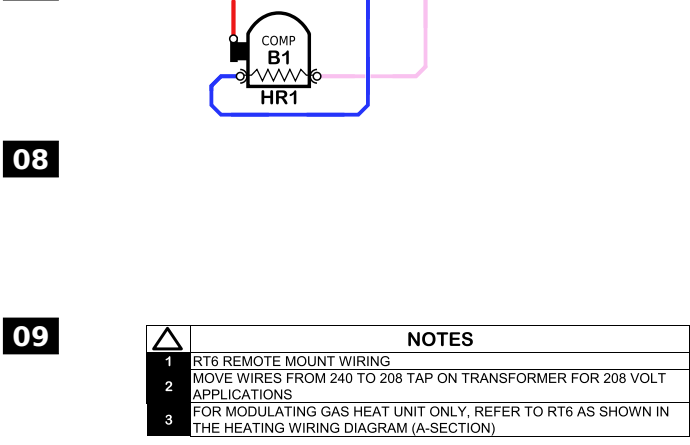 COMP
B1
HR1
08
09
NOTES
1 RT6 REMOTE MOUNT WIRING
2 MOVE WIRES FROM 240 TO 208 TAP ON TRANSFORMER FOR 208 VOLT
APPLICATIONS
3 FOR MODULATING GAS HEAT UNIT ONLY, REFER TO RT6 AS SHOWN IN
THE HEATING WIRING DIAGRAM (A-SECTION)